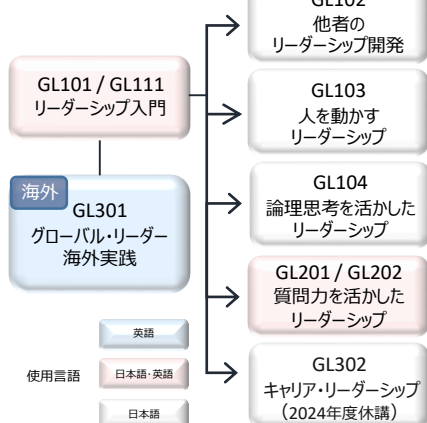 GL102
他者の
リーダーシップ開発
GL101 / GL111
リーダーシップ入門
GL103
人を動かす
リーダーシップ
海外
GL301
グローバル・リーダー
海外実践
GL104
論理思考を活かした
リーダーシップ
GL201 / GL202
質問力を活かした
リーダーシップ
GL302
キャリア・リーダーシップ
（2024年度休講）
使用言語
英語
日本語・英語
日本語